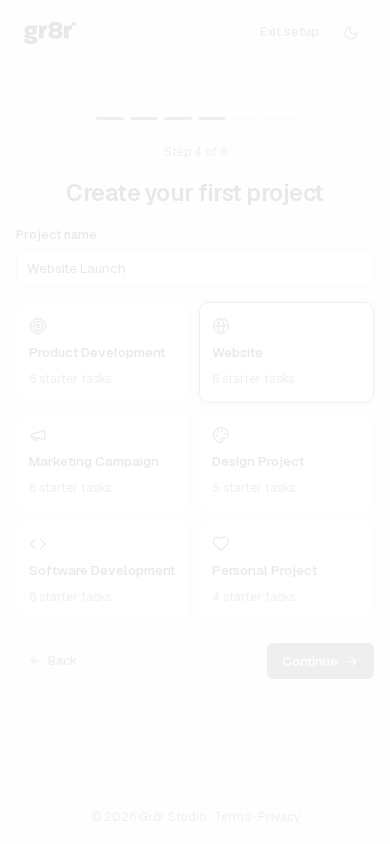 gr8r
Exit setup
Step 4 of 6
Create your first project
Project name
Website Launch
Product Development
6 starter tasks
Website
6 starter tasks
Marketing Campaign
6 starter tasks
Design Project
5 starter tasks
Software Development
6 starter tasks
Personal Project
4 starter tasks
Back
Continue
© 2026 Gr8r Studio · Terms · Privacy